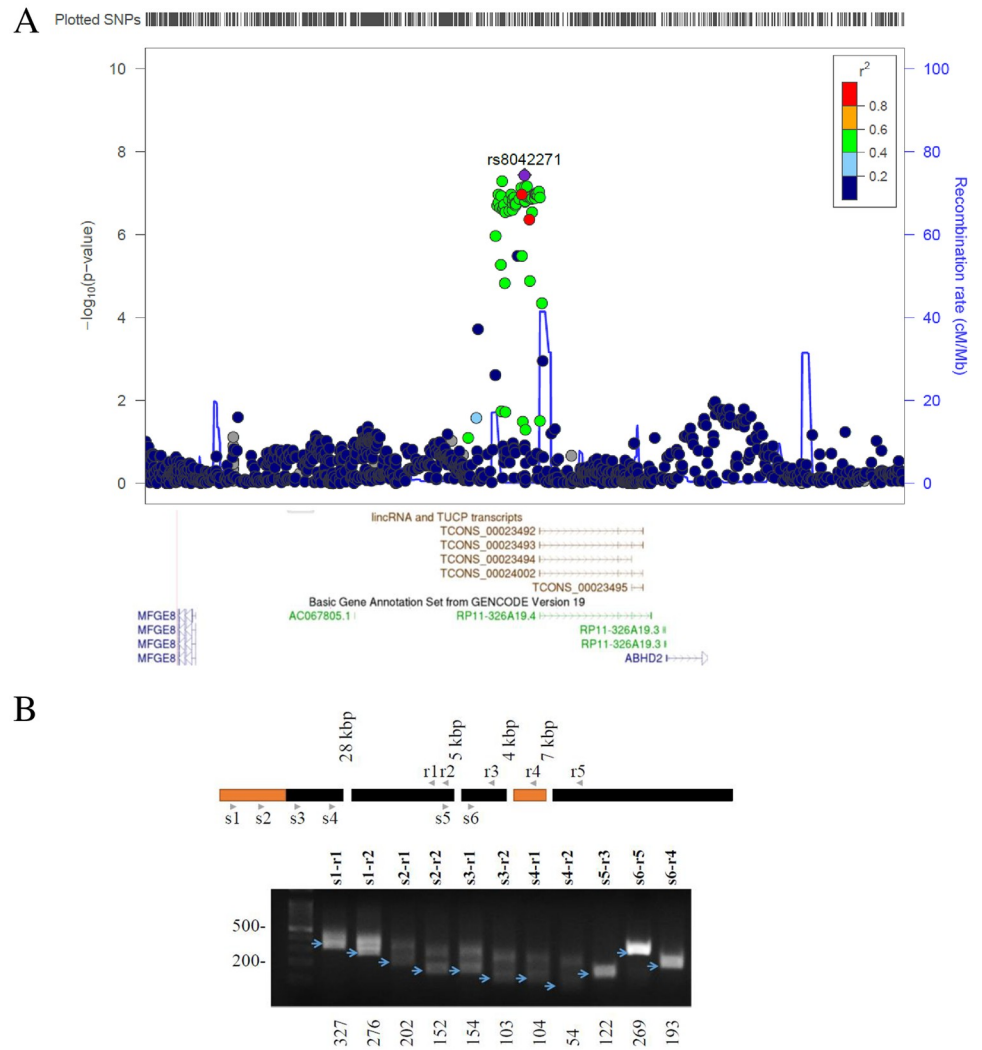 A
Plotted SNPs
10
8
6
4
2
0
−log10(p−value)
100
80
60
40
20
0
Recombination rate (cM/Mb)
r2
0.8
0.6
0.4
0.2
rs8042271
lincRNA and TUCP transcripts
TCONS_00023492
TCONS_00023493
TCONS_00023494
TCONS_00024002
TCONS_00023495
Basic Gene Annotation Set from GENCODE Version 19
MFGE8 AC067805.1 RP11-326A19.4
MFGE8 RP11-326A19.3
MFGE8 RP11-326A19.3
MFGE8 ABHD2
B
28 kbp 5 kbp 4 kbp 7 kbp
r1 r2 r3 r4 r5
s1 s2 s3 s4 s5 s6
s1-r1 s1-r2 s2-r1 s2-r2 s3-r1 s3-r2 s4-r1 s4-r2 s5-r3 s6-r5 s6-r4
500-
200-
327 276 202 152 154 103 104 54 122 269 193